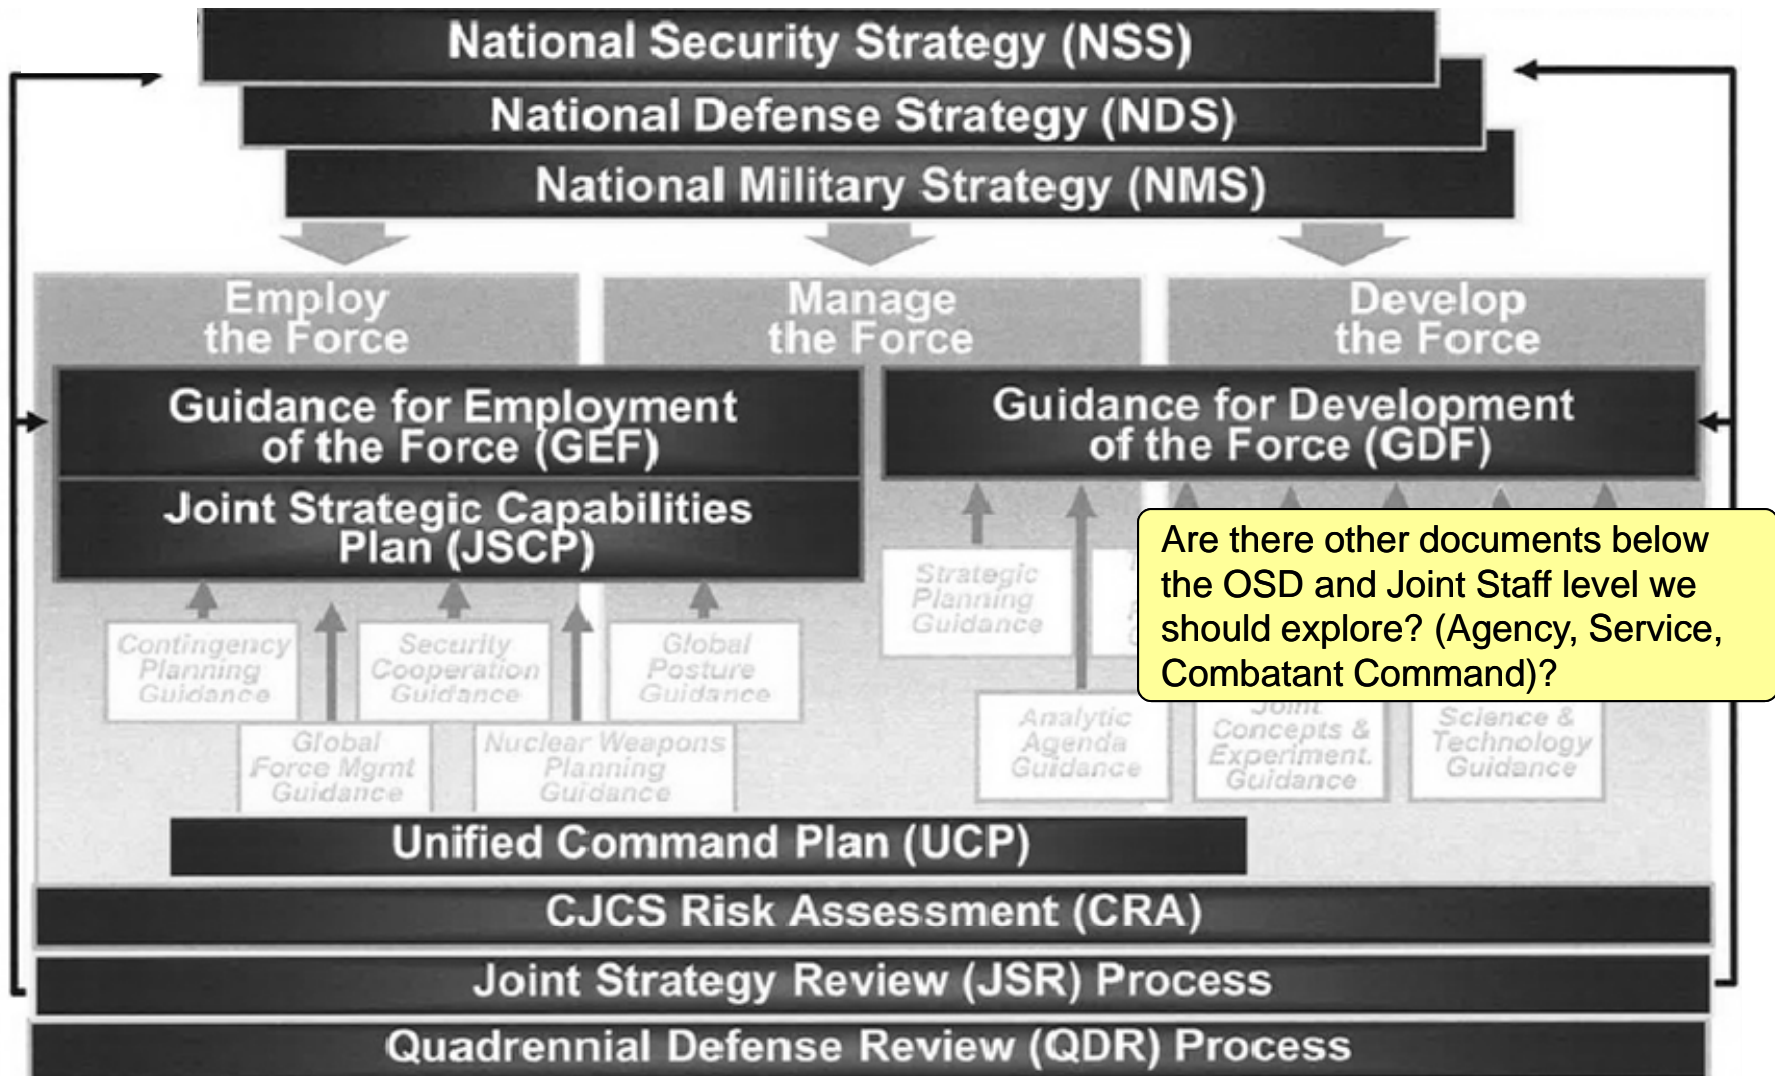 National Security Strategy (NSS)
National Defense Strategy (NDS)
National Military Strategy (NMS)
Employ
the Force
Manage
the Force
Develop
the Force
Guidance for Employment
of the Force (GEF)
Guidance for Development
of the Force (GDF)
Joint Strategic Capabilities
Plan (JSCP)
Are there other documents below
the OSD and Joint Staff level we
should explore? (Agency, Service,
Combatant Command)?
Strategic
Planning
Guidance
Contingency
Planning
Guidance
Security
Cooperation
Guidance
Global
Posture
Guidance
Global
Force Mgmt
Guidance
Nuclear Weapons
Planning
Guidance
Analytic
Agenda
Guidance
Joint
Concepts &
Experiment.
Guidance
Science &
Technology
Guidance
Unified Command Plan (UCP)
CJCS Risk Assessment (CRA)
Joint Strategy Review (JSR) Process
Quadrennial Defense Review (QDR) Process